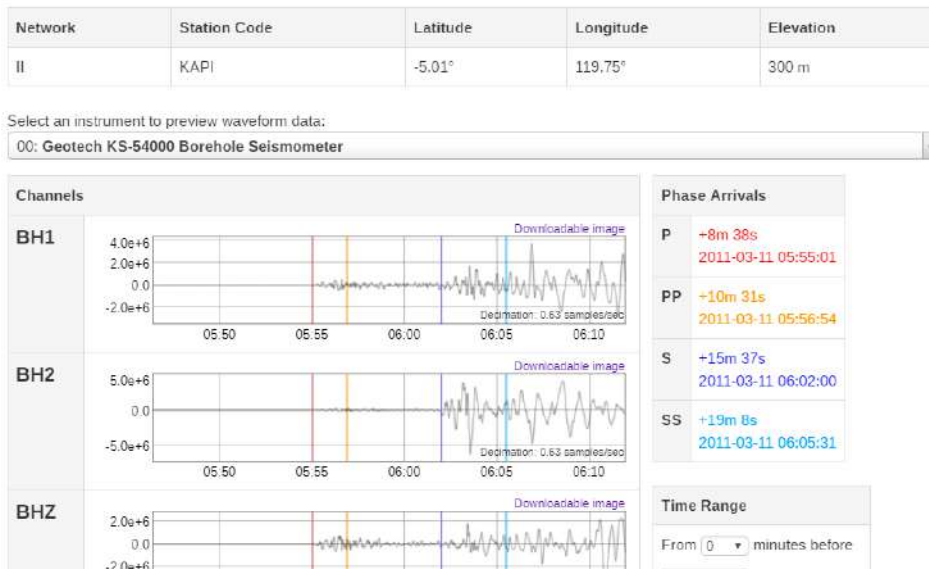 Network Station Code Latitude Longitude Elevation
II KAPI -5.01° 119.75° 300 m
Select an instrument to preview waveform data:
00: Geotech KS-54000 Borehole Seismometer
Channels
BH1
Downloadable image
4.0e+6
2.0e+6
0.0
-2.0e+6
Decimation: 0.63 samples/sec
05:50 05:55 06:00 06:05 06:10
BH2
Downloadable image
5.0e+6
0.0
-5.0e+6
Decimation: 0.63 samples/sec
05:50 05:55 06:00 06:05 06:10
BHZ
Downloadable image
2.0e+6
0.0
-2.0e+6
Phase Arrivals
P +8m 38s
2011-03-11 05:55:01
PP +10m 31s
2011-03-11 05:56:54
S +15m 37s
2011-03-11 06:02:00
SS +19m 8s
2011-03-11 06:05:31
Time Range
From 0 minutes before